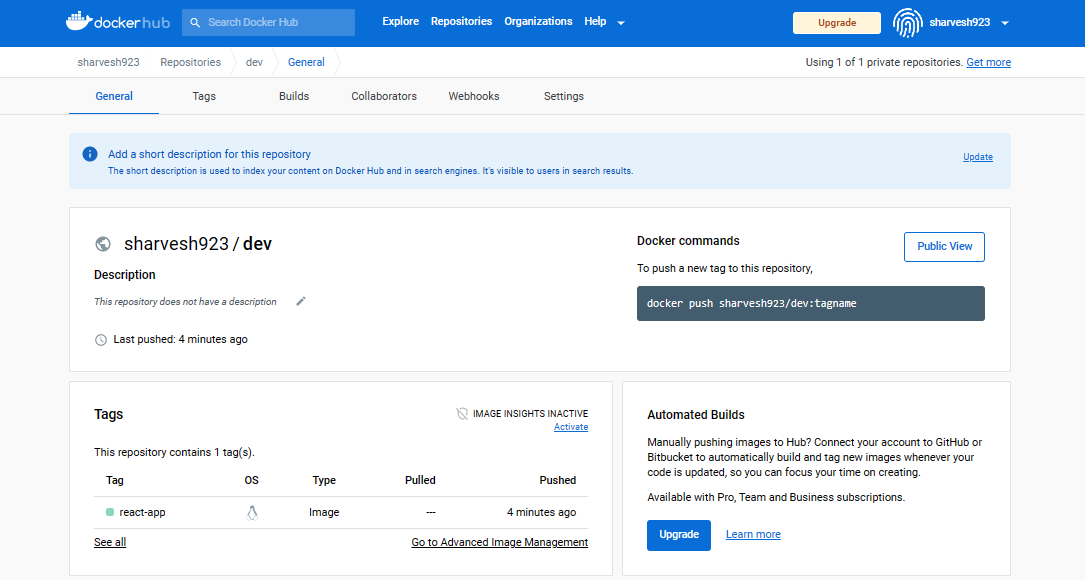 dockerhub
Search Docker Hub
Explore Repositories Organizations Help
Upgrade
sharvesh923
sharvesh923 Repositories dev General
Using 1 of 1 private repositories. Get more
General Tags Builds Collaborators Webhooks Settings
Add a short description for this repository
The short description is used to index your content on Docker Hub and in search engines. It's visible to users in search results.
Update
sharvesh923 / dev
Description
This repository does not have a description
Last pushed: 4 minutes ago
Docker commands
Public View
To push a new tag to this repository,
docker push sharvesh923/dev:tagname
Tags
IMAGE INSIGHTS INACTIVE
Activate
This repository contains 1 tag(s).
Tag OS Type Pulled Pushed
react-app Image --- 4 minutes ago
See all
Go to Advanced Image Management
Automated Builds
Manually pushing images to Hub? Connect your account to GitHub or
Bitbucket to automatically build and tag new images whenever your
code is updated, so you can focus your time on creating.
Available with Pro, Team and Business subscriptions.
Upgrade
Learn more